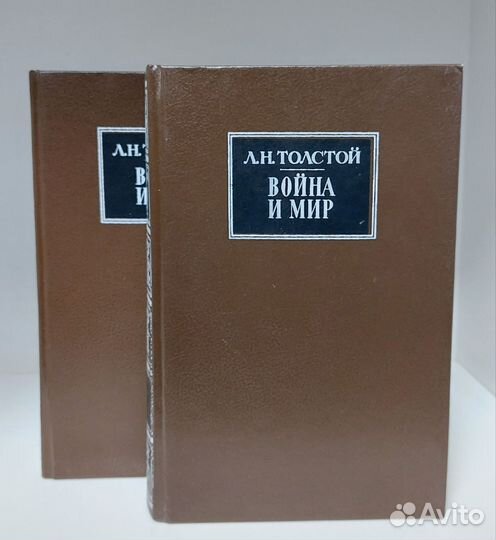 Л.Н. Т
В
И
Л.Н. ТОЛСТОЙ
ВОЙНА
И МИР
Avito